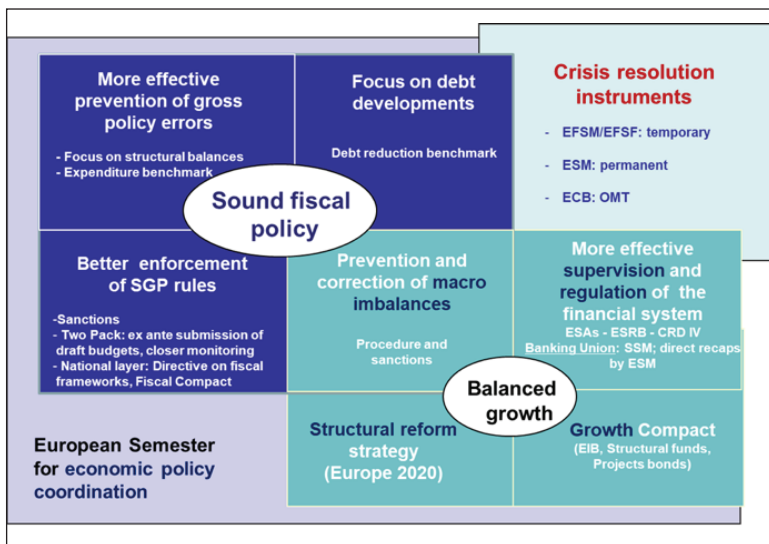 More effective
prevention of gross
policy errors
- Focus on structural balances
- Expenditure benchmark
Focus on debt
developments
Debt reduction benchmark
Crisis resolution
instruments
- EFSM/EFSF: temporary
- ESM: permanent
- ECB: OMT
Sound fiscal
policy
Better enforcement
of SGP rules
-Sanctions
- Two Pack: ex ante submission of
draft budgets, closer monitoring
- National layer: Directive on fiscal
frameworks, Fiscal Compact
Prevention and
correction of macro
imbalances
Procedure and
sanctions
More effective
supervision and
regulation of the
financial system
ESAs - ESRB - CRD IV
Banking Union: SSM; direct recaps
by ESM
Balanced
growth
European Semester
for economic policy
coordination
Structural reform
strategy
(Europe 2020)
Growth Compact
(EIB, Structural funds,
Projects bonds)